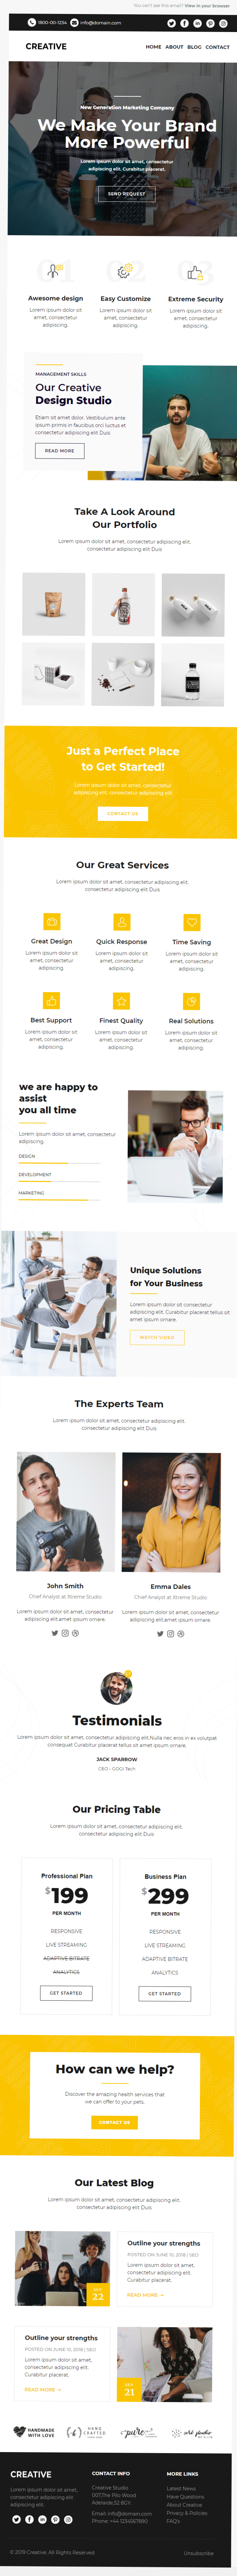 You can't see this email? View in your browser
1800-00-1234 info@domain.com
CREATIVE
HOME ABOUT BLOG CONTACT
New Generation Marketing Company
We Make Your Brand
More Powerful
Lorem ipsum dolor sit amet, consectetur
adipiscing elit consectetur adipiscing.
SEND REQUEST
01 02 03
Awesome design
Lorem ipsum dolor sit
amet, consectetur
adipiscing.
Easy Customize
Lorem ipsum dolor sit
amet, consectetur
adipiscing.
Extreme Security
Lorem ipsum dolor sit
amet, consectetur
adipiscing.
MANAGEMENT SKILLS
Our Creative
Design Studio
Etiam sit amet dolor. Vestibulum ante
ipsum primis in faucibus orci luctus et
consectetur adipiscing elit Duis
READ MORE
Take A Look Around
Our Portfolio
Lorem ipsum dolor sit amet, consectetur adipiscing elit.
consectetur adipiscing elit Duis
Just a Perfect Place
to Get Started!
Lorem ipsum dolor sit amet, consectetur
adipiscing elit. consectetur adipiscing elit.
CONTACT US
Our Great Services
Lorem ipsum dolor sit amet, consectetur adipiscing elit.
consectetur adipiscing elit Duis
Great Design
Lorem ipsum dolor sit
amet, consectetur
adipiscing.
Quick Response
Lorem ipsum dolor sit
amet, consectetur
adipiscing.
Time Saving
Lorem ipsum dolor sit
amet, consectetur
adipiscing.
Best Support
Lorem ipsum dolor sit
amet, consectetur
adipiscing.
Finest Quality
Lorem ipsum dolor sit
amet, consectetur
adipiscing.
Real Solutions
Lorem ipsum dolor sit
amet, consectetur
adipiscing.
we are happy to
assist
you all time
Lorem ipsum dolor sit amet, consectetur
adipiscing.
DESIGN
DEVELOPMENT
MARKETING
Unique Solutions
for Your Business
Lorem ipsum dolor sit consectetur
adipiscing elit. Curabitur placerat tellus sit
amet ipsum ornare.
WATCH VIDEO
The Experts Team
Lorem ipsum dolor sit amet, consectetur adipiscing elit.
consectetur adipiscing elit Duis
John Smith
Chief Analyst at Xtreme Studio
Lorem ipsum dolor sit amet, consectetur
adipiscing elit.amet ipsum ornare.
Emma Dales
Chief Analyst at Xtreme Studio
Lorem ipsum dolor sit amet, consectetur
adipiscing elit.amet ipsum ornare.
Testimonials
Lorem ipsum dolor sit amet, consectetur adipiscing elit.Nulla nec eros in ex volutpat
consequat Curabitur placerat tellus sit amet ipsum ornare.
JACK SPARROW
CEO - GOGI Tech
Our Pricing Table
Lorem ipsum dolor sit amet, consectetur adipiscing elit.
consectetur adipiscing elit Duis
Professional Plan
$199
PER MONTH
RESPONSIVE
LIVE STREAMING
ADAPTIVE BITRATE
ANALYTICS
GET STARTED
Business Plan
$299
PER MONTH
RESPONSIVE
LIVE STREAMING
ADAPTIVE BITRATE
ANALYTICS
GET STARTED
How can we help?
Discover the amazing health services that
we can offer to your pets.
CONTACT US
Our Latest Blog
Lorem ipsum dolor sit amet, consectetur adipiscing elit.
consectetur adipiscing elit Duis
SEP
22
Outline your strengths
POSTED ON JUNE 10, 2018 | SEO
Lorem ipsum dolor sit amet,
consectetur adipiscing elit.
Curabitur placerat.
READ MORE →
Outline your strengths
POSTED ON JUNE 10, 2018 | SEO
Lorem ipsum dolor sit amet,
consectetur adipiscing elit.
Curabitur placerat.
READ MORE →
SEP
21
HANDMADE
WITH LOVE
HAND
CRAFTED
pure
CREATIVE
Lorem ipsum dolor sit amet,
consectetur adipiscing elit.
adipiscing elit.
CONTACT INFO
Creative Studio
007,The Plio Wood
Adelaide,52 8GX
Email: info@domain.com
Phone: +44 1234567890
MORE LINKS
Latest News
Have Questions
About Creative
Privacy & Policies
FAQ's
© 2019 Creative. All Rights Reserved
Unsubscribe